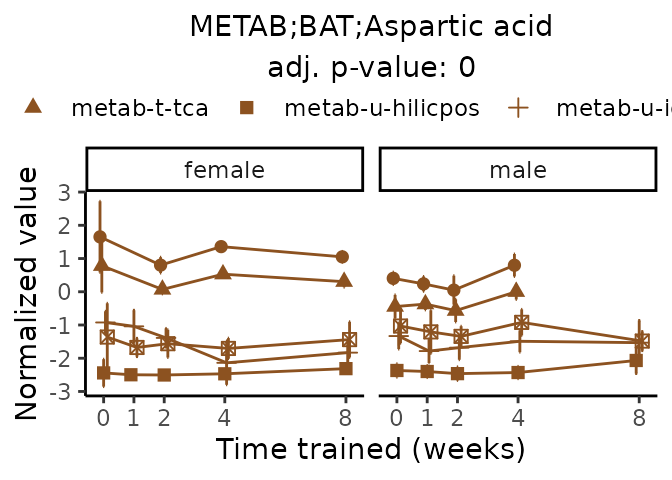 METAB;BAT;Aspartic acid
adj. p-value: 0
metab-t-tca metab-u-hilicpos
female male
Normalized value
3
2
1
0
-1
-2
-3
0 1 2 4 8 0 1 2 4 8
Time trained (weeks)